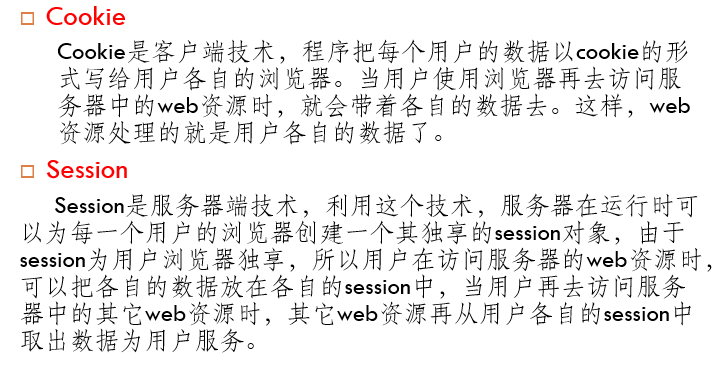 Cookie
Cookie是客户端技术，程序把每个用户的数据以cookie的形
式写给用户各自的浏览器。当用户使用浏览器再去访问服
务器中的web资源时，就会带着各自的数据去。这样，web
资源处理的就是用户各自的数据了。
Session
Session是服务器端技术，利用这个技术，服务器在运行时可
以为每一个用户的浏览器创建一个其独享的session对象，由于
session为用户浏览器独享，所以用户在访问服务器的web资源时，
可以把各自的数据放在各自的session中，当用户再去访问服务
器中的其它web资源时，其它web资源再从用户各自的session中
取出数据为用户服务。